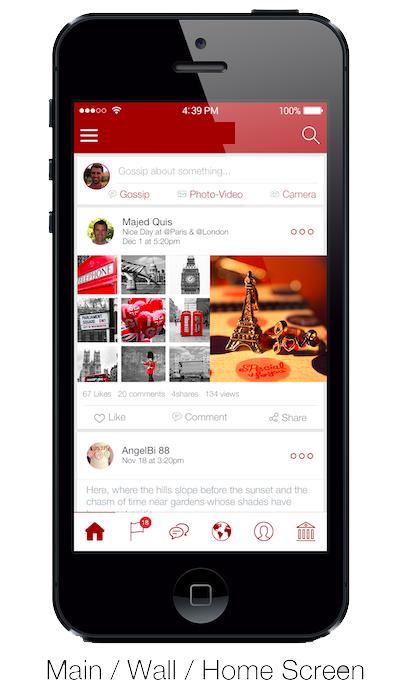 4:39 PM
100%
Gossip about something...
Gossip
Photo-Video
Camera
Majed Quis
Nice Day at @Paris & @London
Dec 1 at 5:20pm
TELEPHONE
PARLIAMENT
SQUARE SW1
67 Likes 20 comments 4shares 134 views
Like
Comment
Share
AngelBi 88
Nov 18 at 3:20pm
Here, where the hills slope before the sunset and the
chasm of time near gardens whose shades have
18
Main / Wall / Home Screen